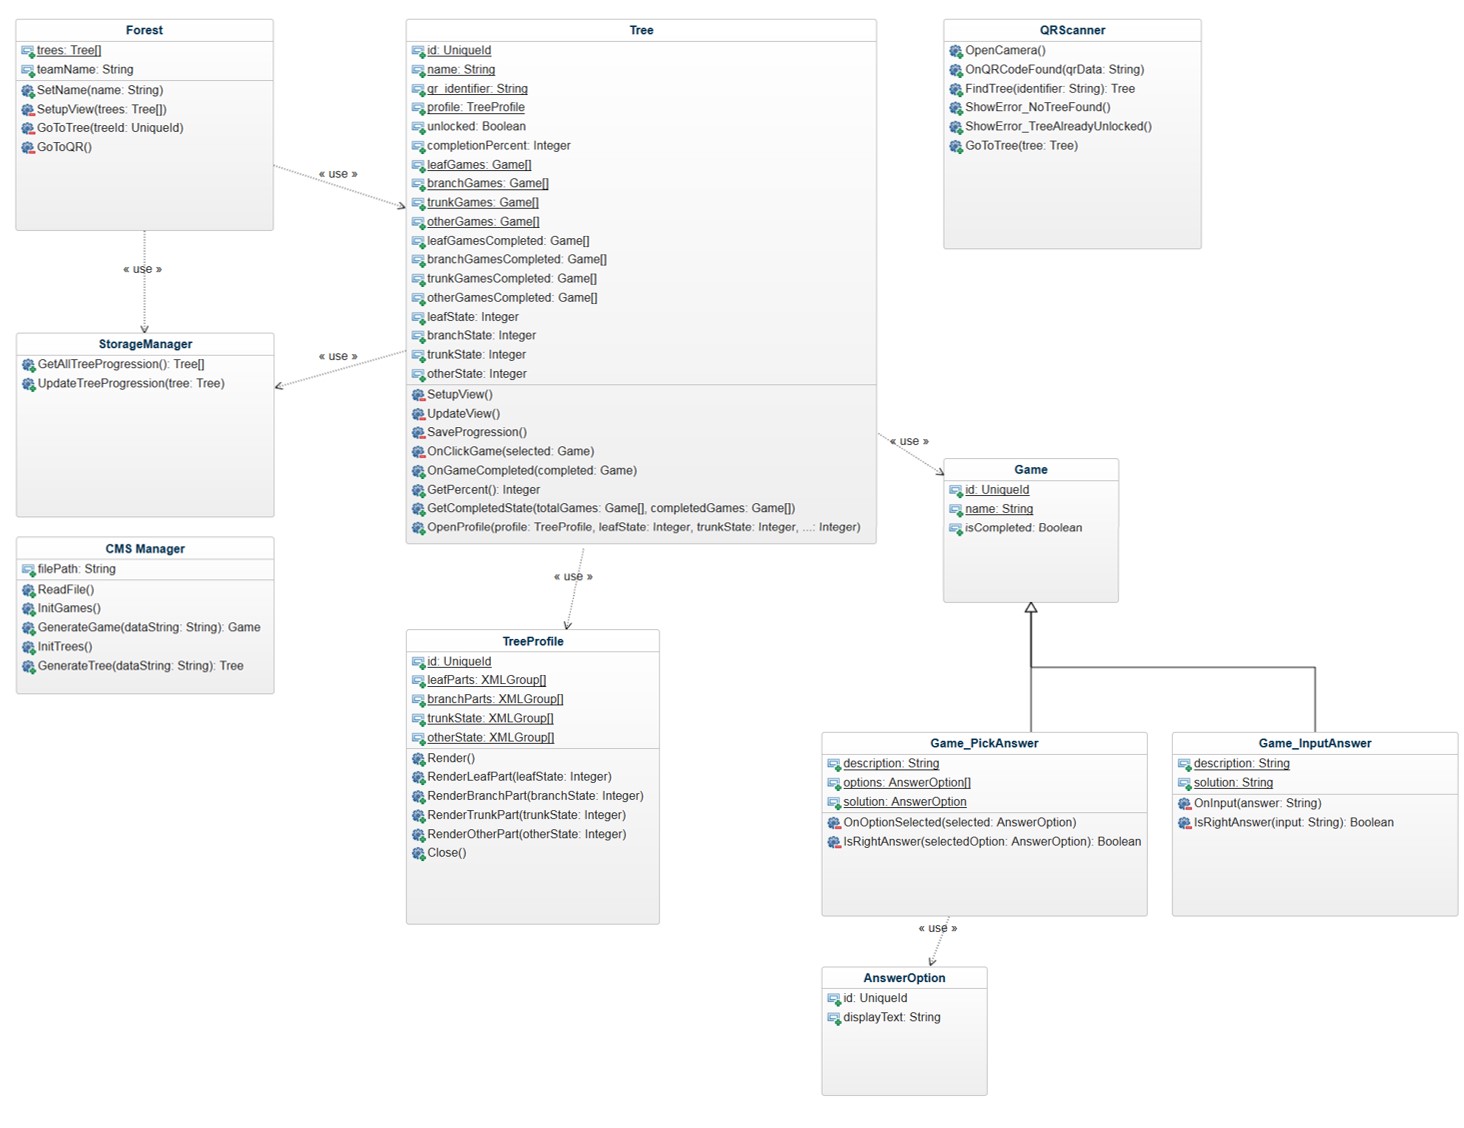 Forest
trees: Tree[]
teamName: String
SetName(name: String)
SetupView(trees: Tree[])
GoToTree(treeId: UniqueId)
GoToQR()
« use »
« use »
StorageManager
GetAllTreeProgression(): Tree[]
UpdateTreeProgression(tree: Tree)
« use »
CMS Manager
filePath: String
ReadFile()
InitGames()
GenerateGame(dataString: String): Game
InitTrees()
GenerateTree(dataString: String): Tree
Tree
id: UniqueId
name: String
qr_identifier: String
profile: TreeProfile
unlocked: Boolean
completionPercent: Integer
leafGames: Game[]
branchGames: Game[]
trunkGames: Game[]
otherGames: Game[]
leafGamesCompleted: Game[]
branchGamesCompleted: Game[]
trunkGamesCompleted: Game[]
otherGamesCompleted: Game[]
leafState: Integer
branchState: Integer
trunkState: Integer
otherState: Integer
SetupView()
UpdateView()
SaveProgression()
OnClickGame(selected: Game)
OnGameCompleted(completed: Game)
GetPercent(): Integer
GetCompletedState(totalGames: Game[], completedGames: Game[])
OpenProfile(profile: TreeProfile, leafState: Integer, trunkState: Integer, ...: Integer)
« use »
TreeProfile
id: UniqueId
leafParts: XMLGroup[]
branchParts: XMLGroup[]
trunkState: XMLGroup[]
otherState: XMLGroup[]
Render()
RenderLeafPart(leafState: Integer)
RenderBranchPart(branchState: Integer)
RenderTrunkPart(trunkState: Integer)
RenderOtherPart(otherState: Integer)
Close()
QRScanner
OpenCamera()
OnQRCodeFound(qrData: String)
FindTree(identifier: String): Tree
ShowError_NoTreeFound()
ShowError_TreeAlreadyUnlocked()
GoToTree(tree: Tree)
« use »
Game
id: UniqueId
name: String
isCompleted: Boolean
Game_PickAnswer
description: String
options: AnswerOption[]
solution: AnswerOption
OnOptionSelected(selected: AnswerOption)
IsRightAnswer(selectedOption: AnswerOption): Boolean
Game_InputAnswer
description: String
solution: String
OnInput(answer: String)
IsRightAnswer(input: String): Boolean
« use »
AnswerOption
id: UniqueId
displayText: String